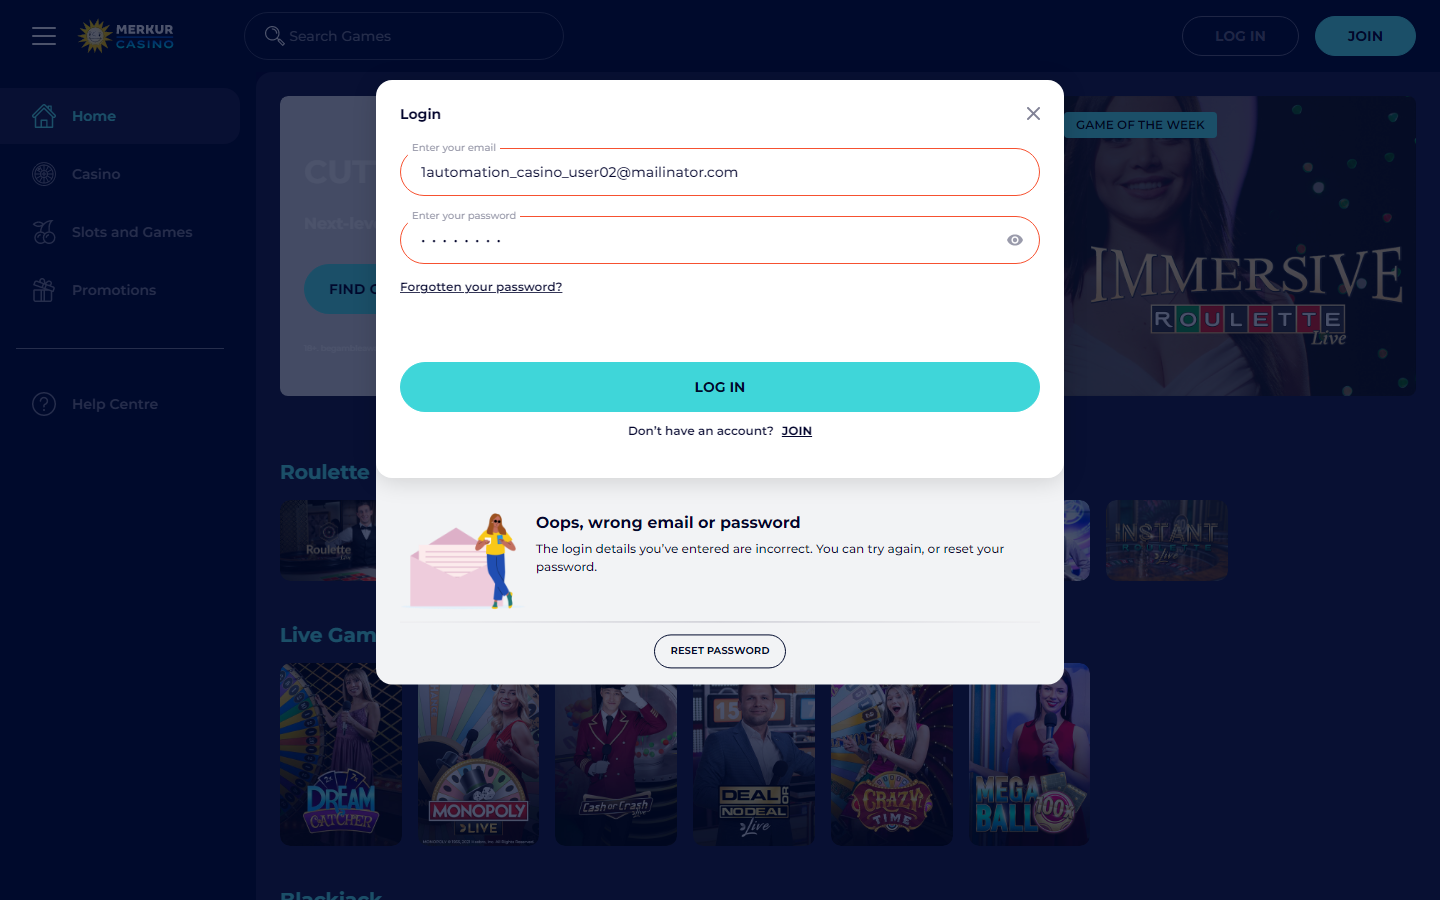 MERKUR
CASINO
Search Games
LOG IN
JOIN
Home
Casino
Slots and Games
Promotions
Help Centre
CUT
Next-lev
FIND
GAME OF THE WEEK
IMMERSIVE
ROULETTE
Live
Login
Enter your email
1automation_casino_user02@mailinator.com
Enter your password
Forgotten your password?
LOG IN
Don't have an account? JOIN
Oops, wrong email or password
The login details you've entered are incorrect. You can try again, or reset your
password.
RESET PASSWORD
Roulette
Roulette
INSTANT
Live Gam
DREAM
CATCHER
MONOPOLY
LIVE
Cash or Crash
DEAL OR
NO DEAL
Live
CRAZY
TIME
MEGA
BALL
100x
Blackjack